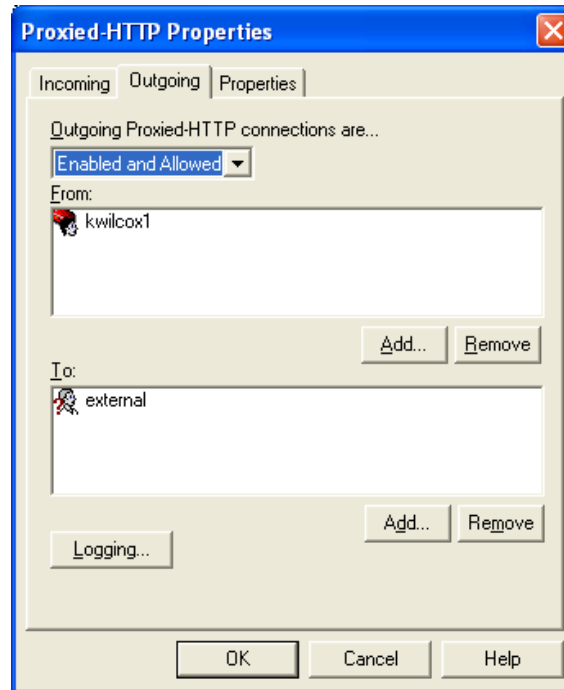 Proxied-HTTP Properties
Incoming Outgoing Properties
Outgoing Proxied-HTTP connections are...
Enabled and Allowed
From:
kwilcox1
Add... Remove
To:
external
Add... Remove
Logging...
OK Cancel Help